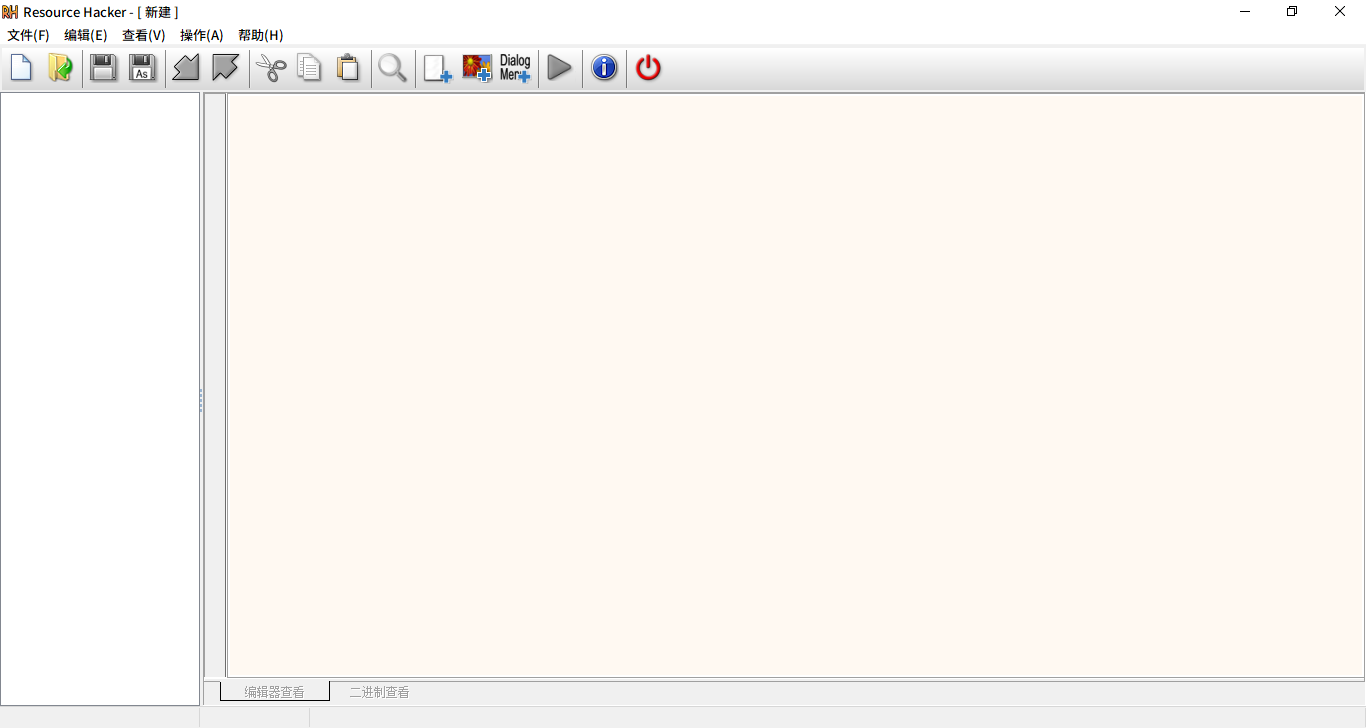 RH Resource Hacker - [ 新建 ]
文件(F) 编辑(E) 查看(V) 操作(A) 帮助(H)
As
Dialog
Men
编辑器查看 二进制查看